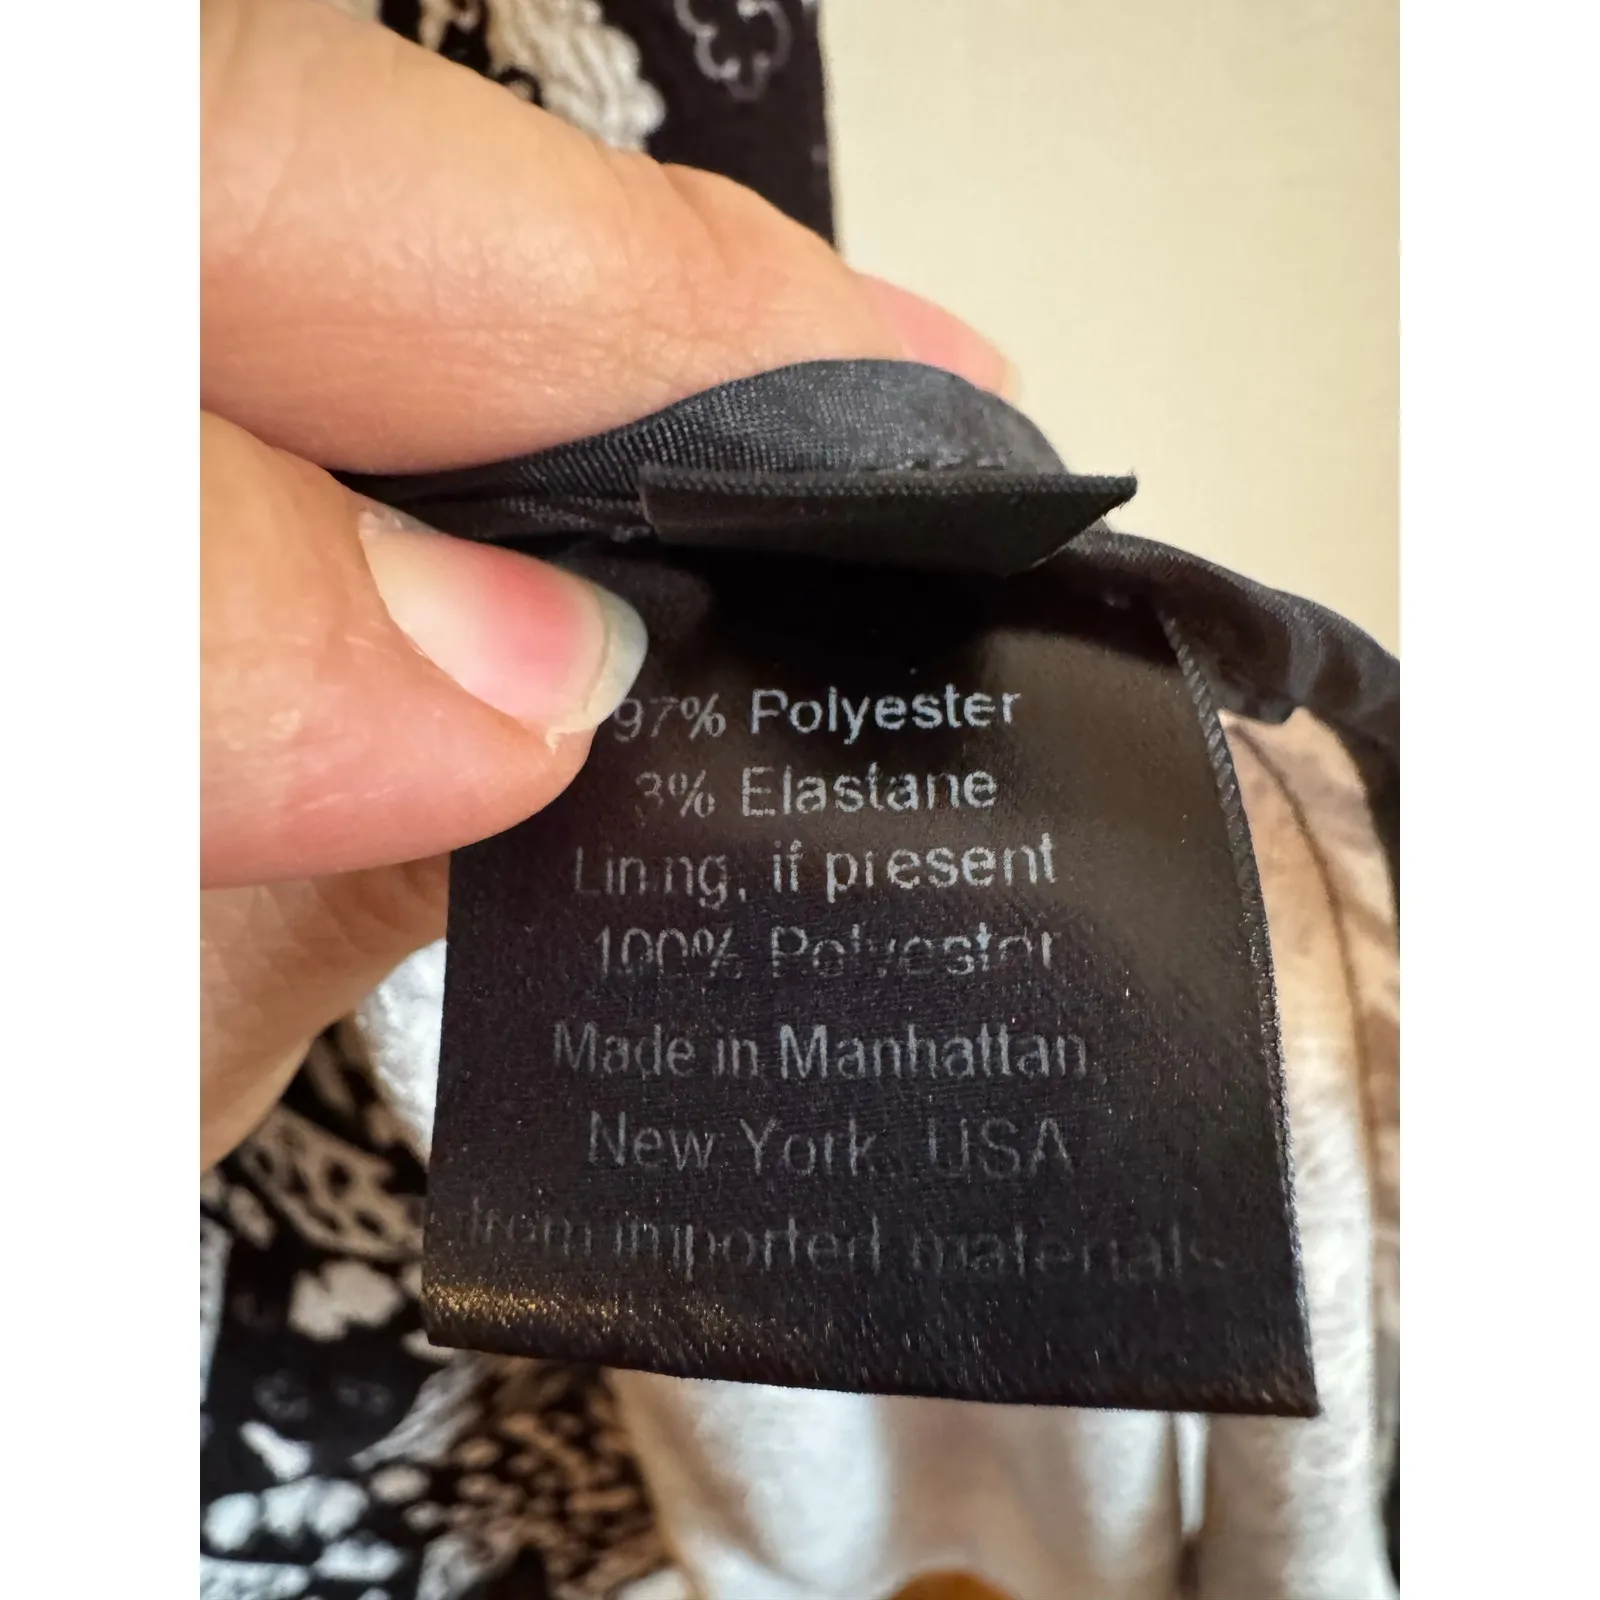 97% Polyester
3% Elastane
Lining, if present
100% Polyester
Made in Manhattan,
New York, USA
from imported materials